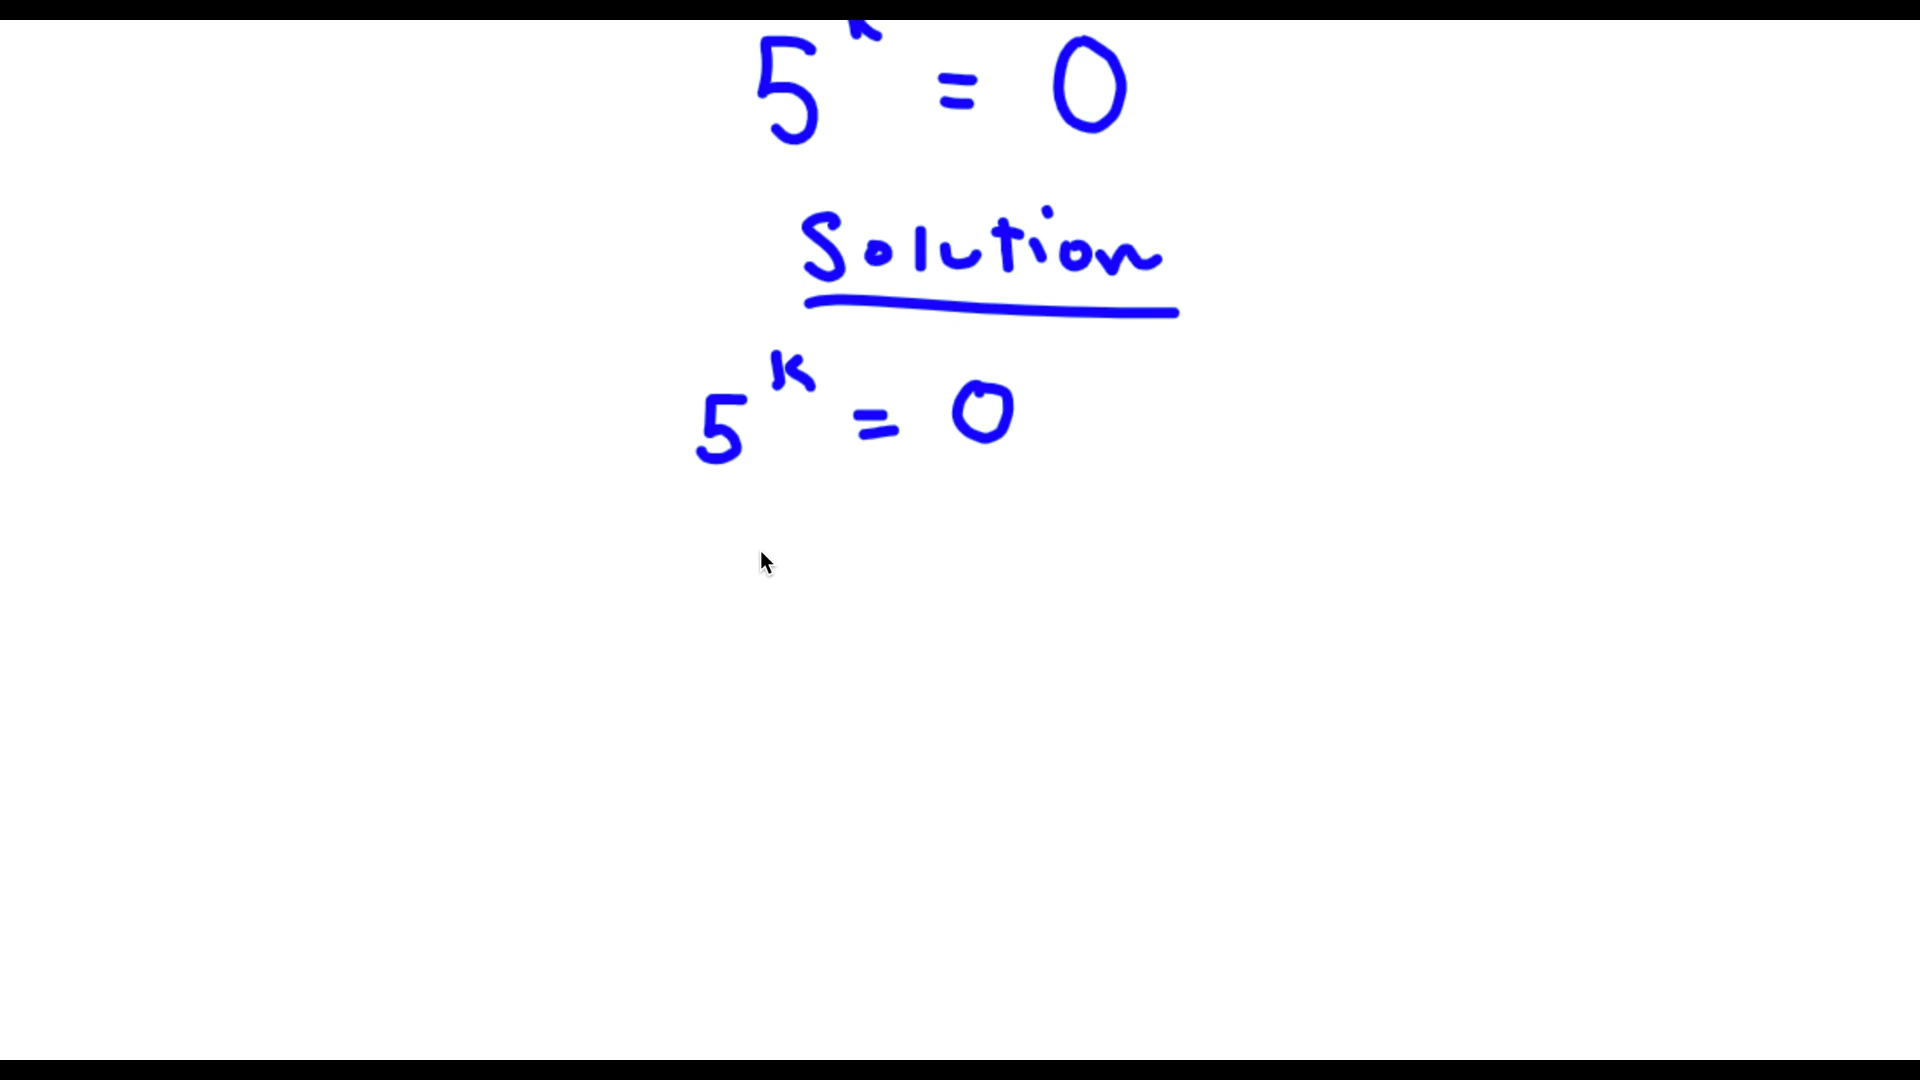 5^k = 0
Solution
5^k = 0